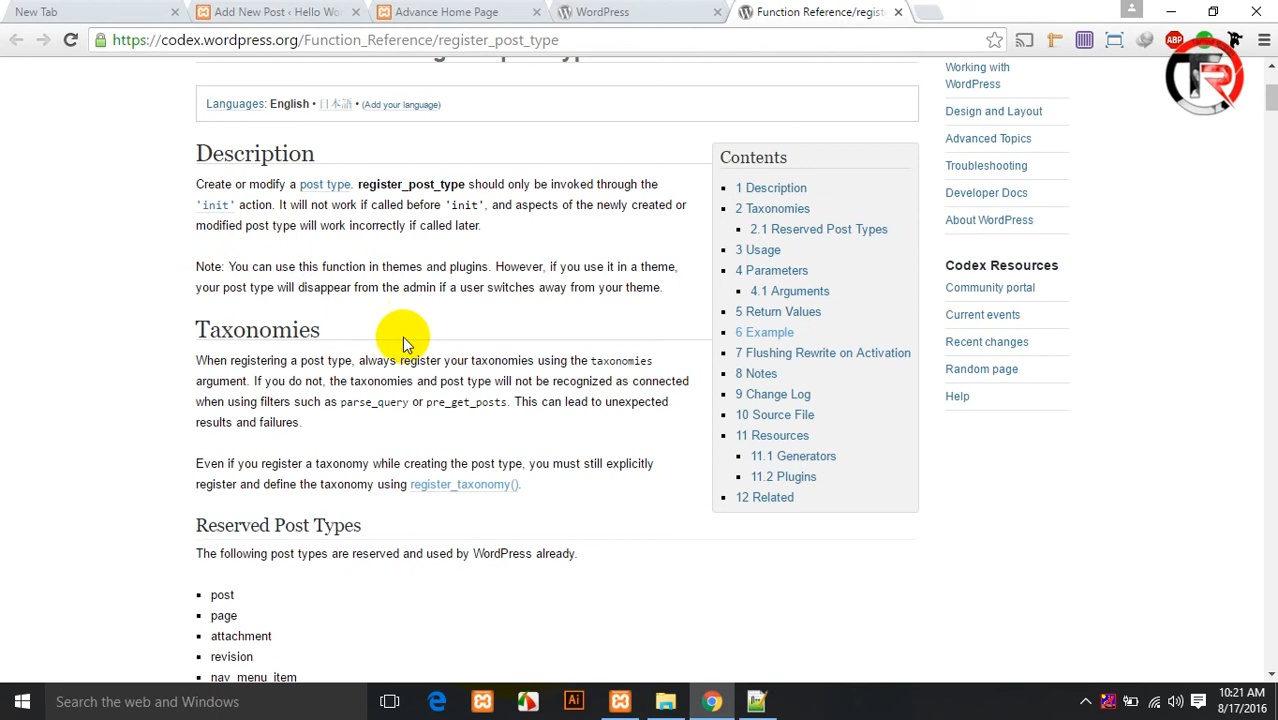 New Tab
Add New Post ‹ Hello Wo
Advance Home Page
WordPress
Function Reference/regist
https://codex.wordpress.org/Function_Reference/register_post_type
ABP
Languages: English • 日本語 • (Add your language)
Description
Create or modify a post type. register_post_type should only be invoked through the
'init' action. It will not work if called before 'init', and aspects of the newly created or
modified post type will work incorrectly if called later.
Note: You can use this function in themes and plugins. However, if you use it in a theme,
your post type will disappear from the admin if a user switches away from your theme.
Taxonomies
When registering a post type, always register your taxonomies using the taxonomies
argument. If you do not, the taxonomies and post type will not be recognized as connected
when using filters such as parse_query or pre_get_posts. This can lead to unexpected
results and failures.
Even if you register a taxonomy while creating the post type, you must still explicitly
register and define the taxonomy using register_taxonomy().
Reserved Post Types
The following post types are reserved and used by WordPress already.
post
page
attachment
revision
nav_menu_item
Contents
1 Description
2 Taxonomies
2.1 Reserved Post Types
3 Usage
4 Parameters
4.1 Arguments
5 Return Values
6 Example
7 Flushing Rewrite on Activation
8 Notes
9 Change Log
10 Source File
11 Resources
11.1 Generators
11.2 Plugins
12 Related
Working with
WordPress
Design and Layout
Advanced Topics
Troubleshooting
Developer Docs
About WordPress
Codex Resources
Community portal
Current events
Recent changes
Random page
Help
Search the web and Windows
Ai
10:21 AM
8/17/2016